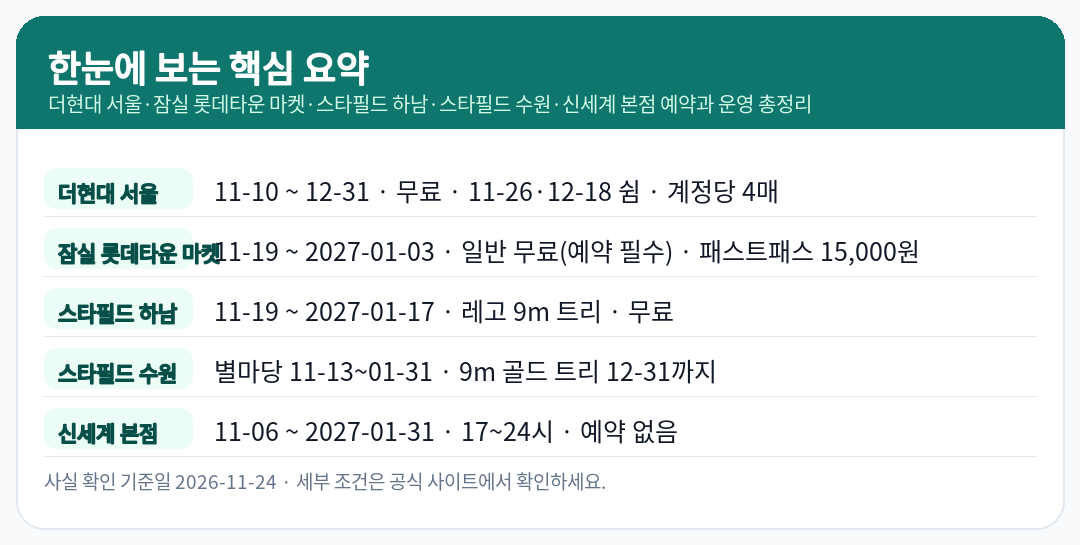 한눈에 보는 핵심 요약
더현대 서울·잠실 롯데타운 마켓·스타필드 하남·스타필드 수원·신세계 본점 예약과 운영 총정리
더현대 서울 11-10 ~ 12-31 · 무료 · 11-26·12-18 쉼 · 계정당 4매
잠실 롯데타운 마켓 11-19 ~ 2027-01-03 · 일반 무료(예약 필수) · 패스트패스 15,000원
스타필드 하남 11-19 ~ 2027-01-17 · 레고 9m 트리 · 무료
스타필드 수원 별마당 11-13~01-31 · 9m 골드 트리 12-31까지
신세계 본점 11-06 ~ 2027-01-31 · 17~24시 · 예약 없음
사실 확인 기준일 2026-11-24 · 세부 조건은 공식 사이트에서 확인하세요.